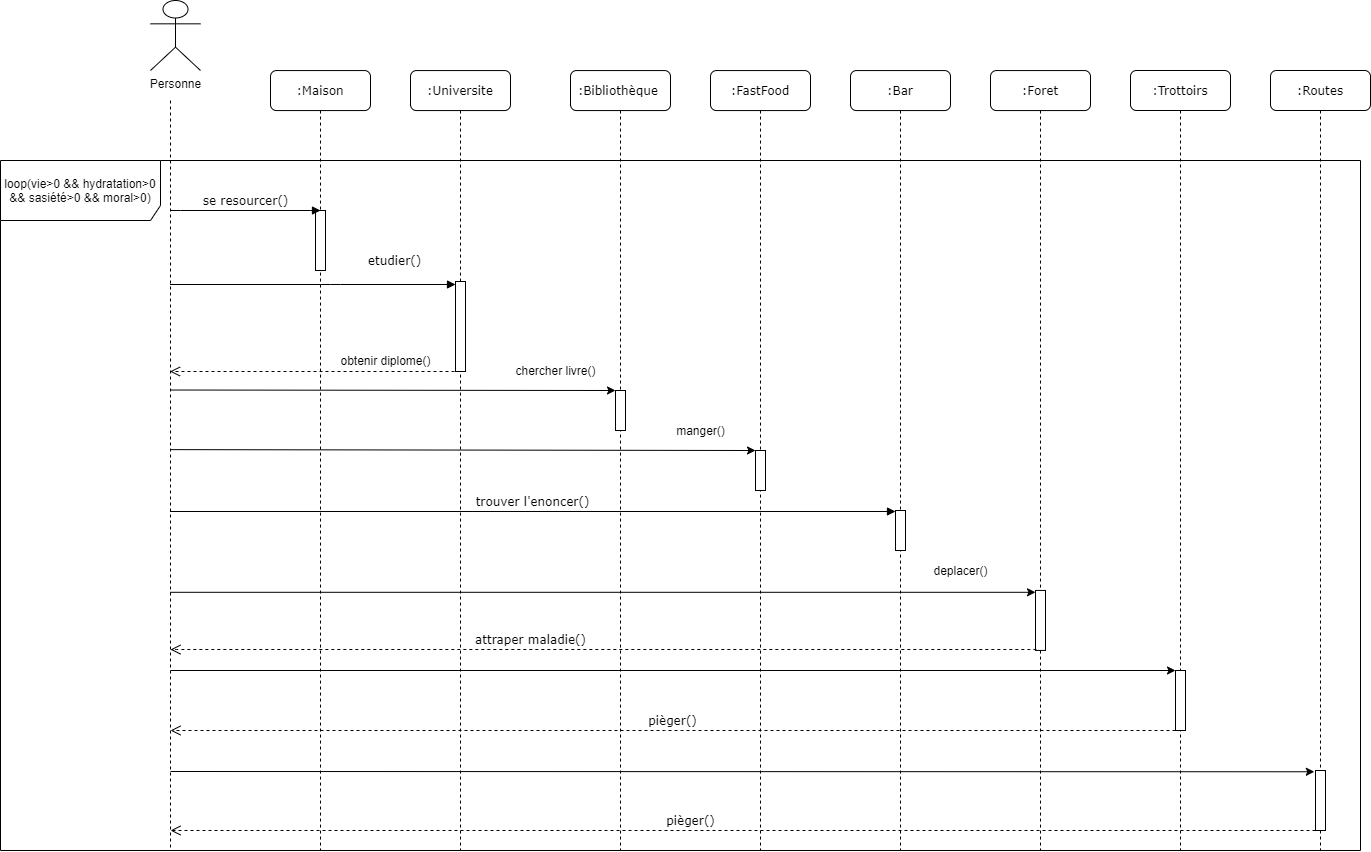 Personne
:Maison
:Universite
:Bibliothèque
:FastFood
:Bar
:Foret
:Trottoirs
:Routes
loop(vie>0 && hydratation>0
&& sasiété>0 && moral>0)
se resourcer()
etudier()
obtenir diplome()
chercher livre()
manger()
trouver l'enoncer()
deplacer()
attraper maladie()
pièger()
pièger()